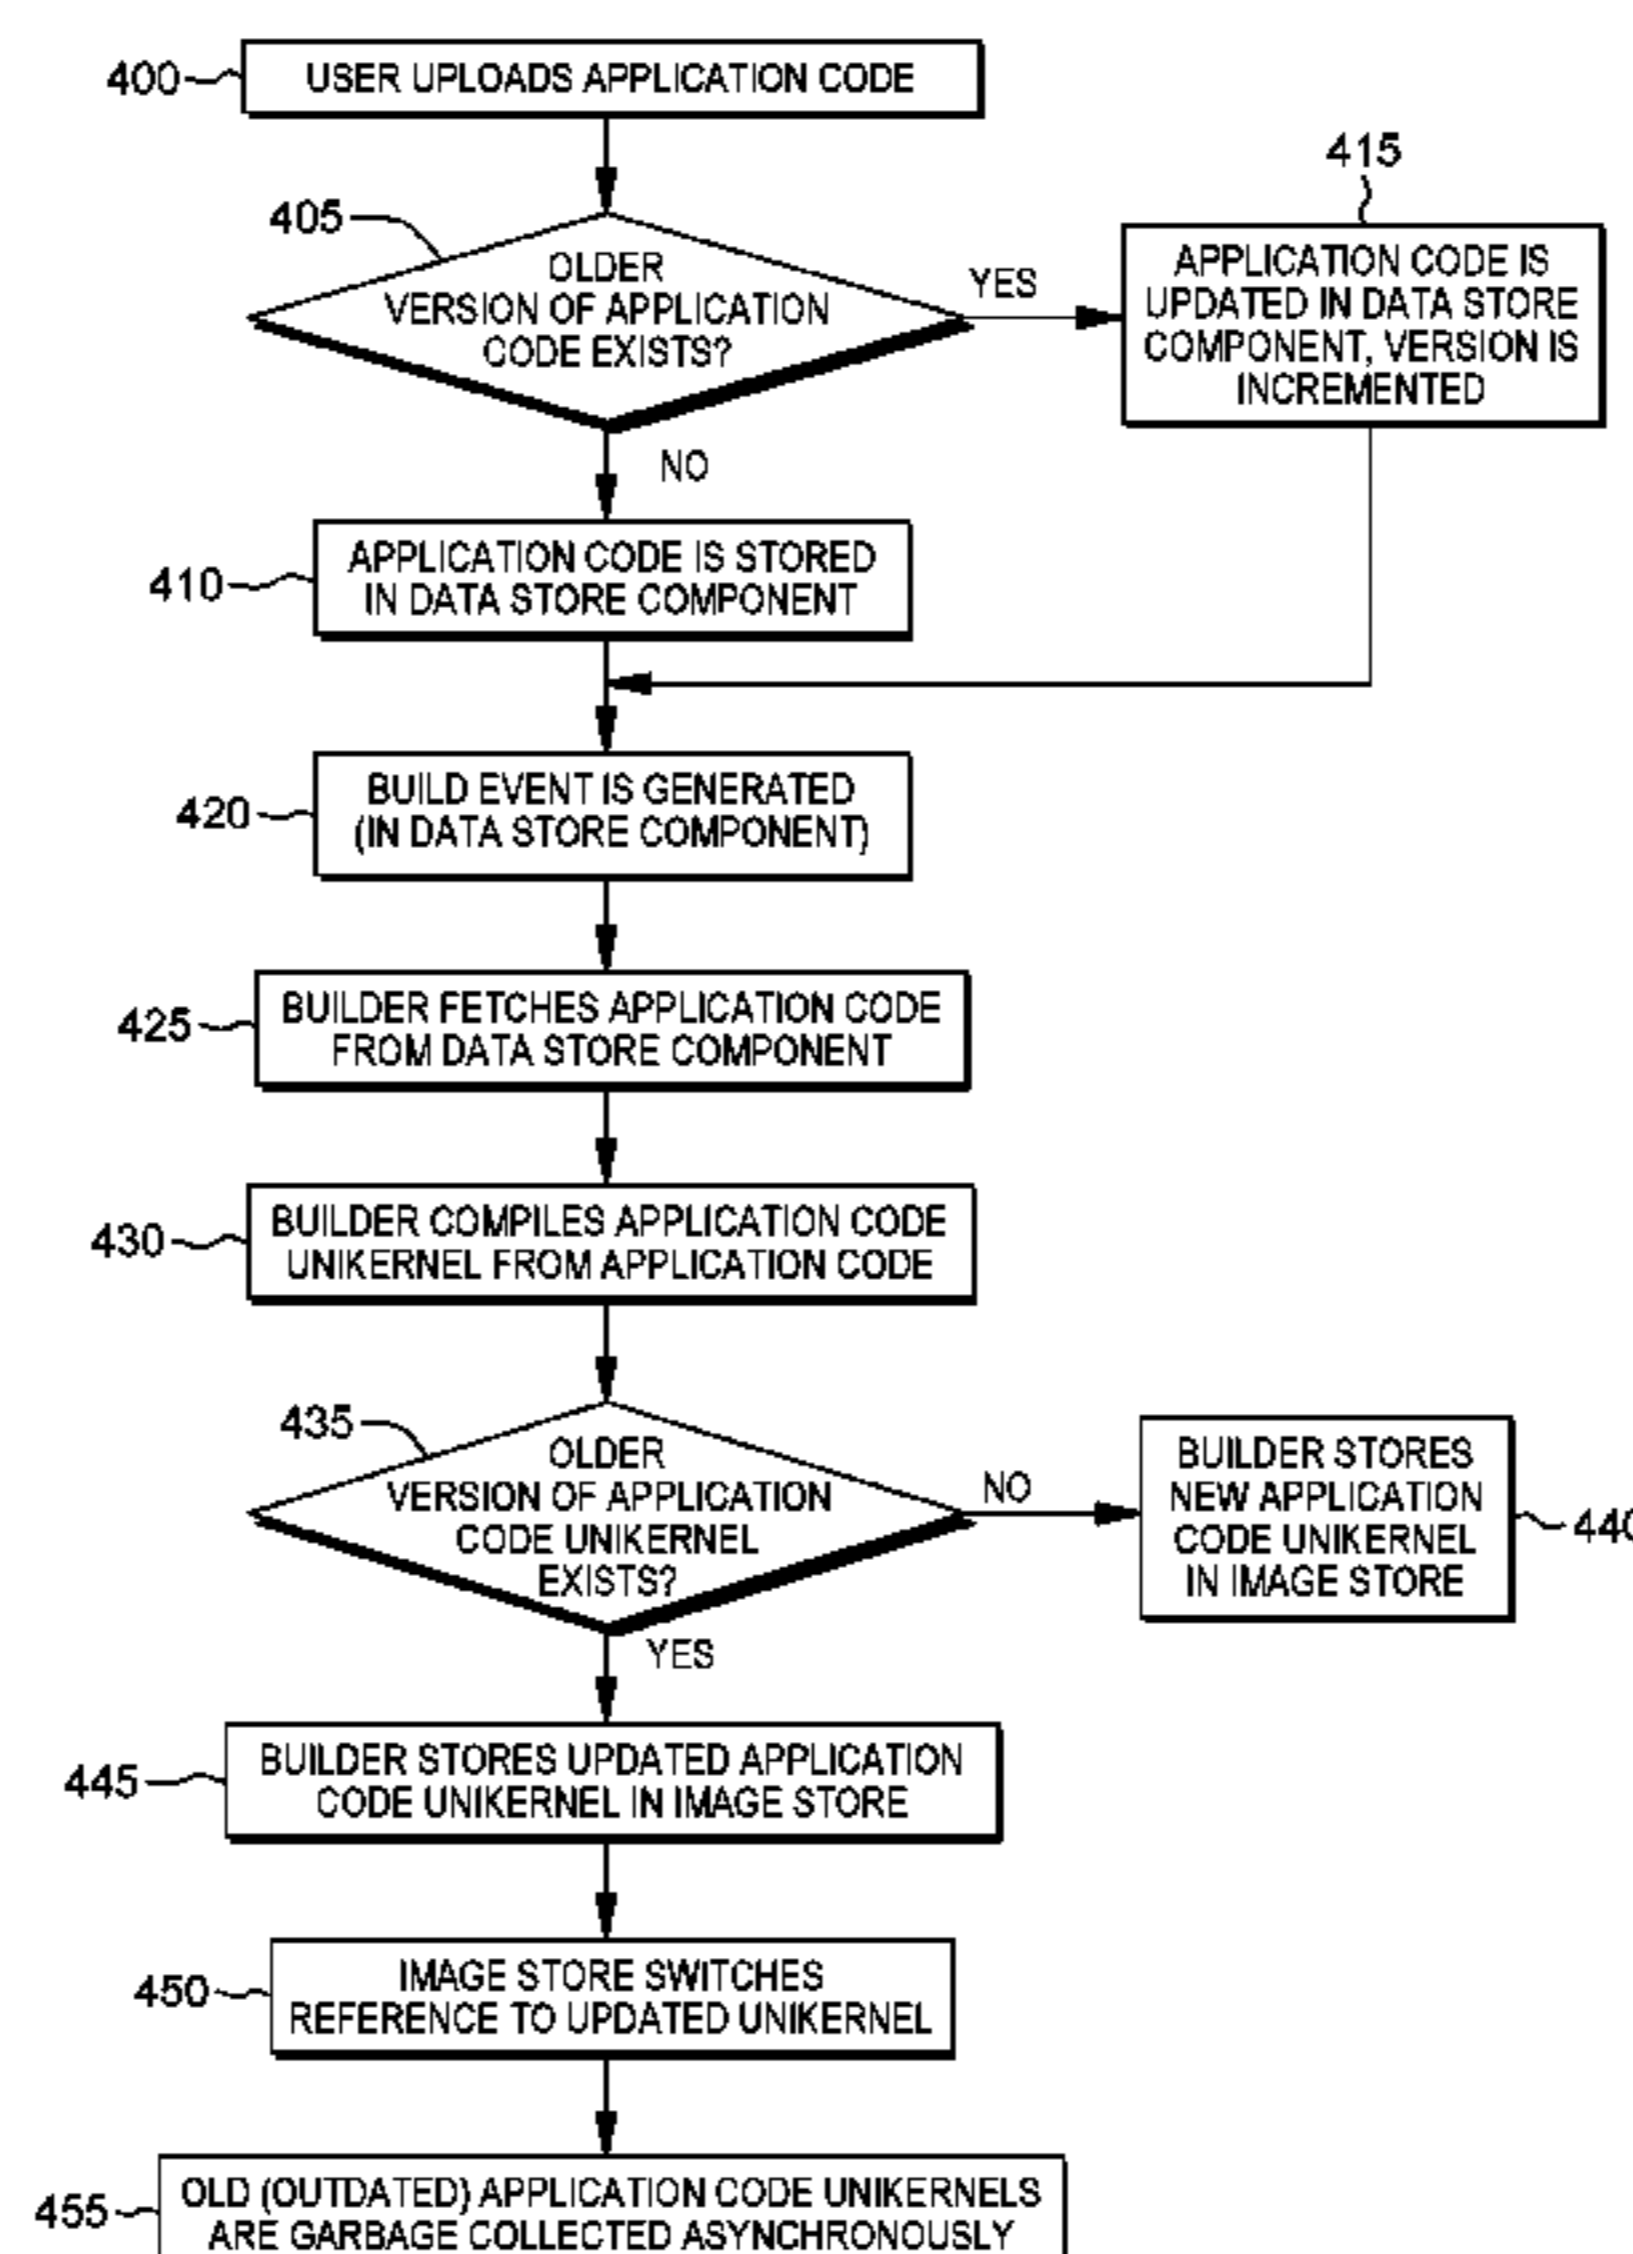 400
USER UPLOADS APPLICATION CODE
415
405
OLDER
VERSION OF APPLICATION
CODE EXISTS?
YES
APPLICATION CODE IS
UPDATED IN DATA STORE
COMPONENT, VERSION IS
INCREMENTED
NO
410
APPLICATION CODE IS STORED
IN DATA STORE COMPONENT
420
BUILD EVENT IS GENERATED
(IN DATA STORE COMPONENT)
425
BUILDER FETCHES APPLICATION CODE
FROM DATA STORE COMPONENT
430
BUILDER COMPILES APPLICATION CODE
UNIKERNEL FROM APPLICATION CODE
435
OLDER
VERSION OF APPLICATION
CODE UNIKERNEL
EXISTS?
NO
BUILDER STORES
NEW APPLICATION
CODE UNIKERNEL
IN IMAGE STORE
440
YES
445
BUILDER STORES UPDATED APPLICATION
CODE UNIKERNEL IN IMAGE STORE
450
IMAGE STORE SWITCHES
REFERENCE TO UPDATED UNIKERNEL
455
OLD (OUTDATED) APPLICATION CODE UNIKERNELS
ARE GARBAGE COLLECTED ASYNCHRONOUSLY